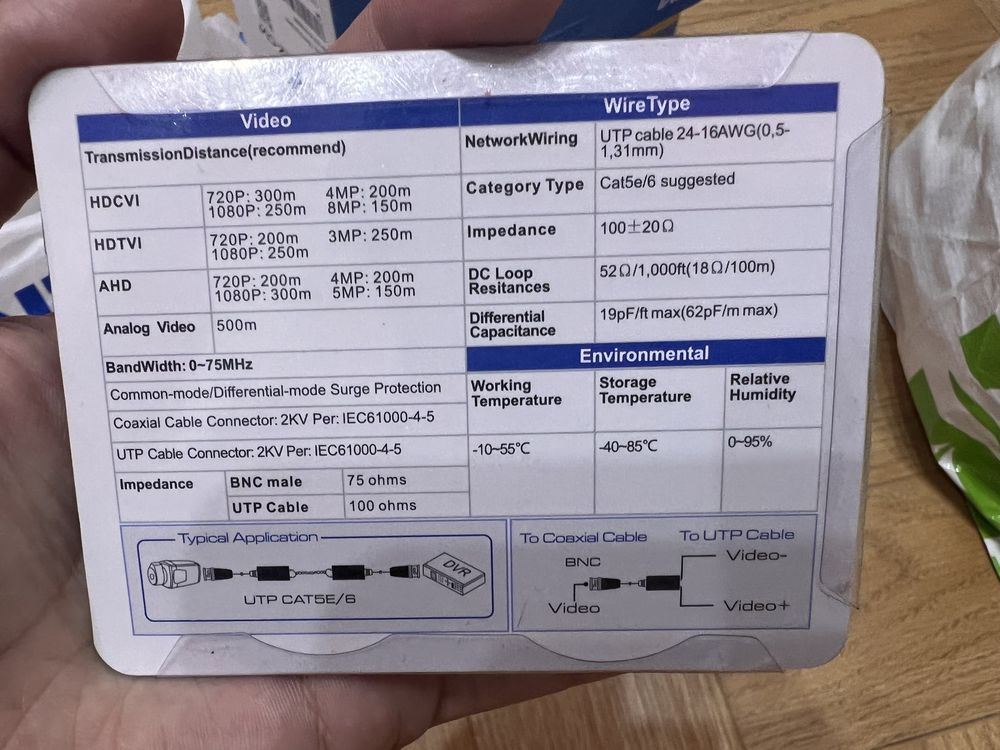 Video
TransmissionDistance(recommend)
HDCVI
720P: 300m 4MP: 200m
1080P: 250m 8MP: 150m
HDTVI
720P: 200m 3MP: 250m
1080P: 250m
AHD
720P: 200m 4MP: 200m
1080P: 300m 5MP: 150m
Analog Video 500m
BandWidth: 0~75MHz
Common-mode/Differential-mode Surge Protection
Coaxial Cable Connector: 2KV Per: IEC61000-4-5
UTP Cable Connector: 2KV Per: IEC61000-4-5
Impedance
BNC male 75 ohms
UTP Cable 100 ohms
WireType
NetworkWiring
UTP cable 24-16AWG(0,5-
1,31mm)
Category Type Cat5e/6 suggested
Impedance 100±20Ω
DC Loop
Resitances
52Ω/1,000ft(18Ω/100m)
Differential
Capacitance
19pF/ft max(62pF/m max)
Environmental
Working
Temperature
Storage
Temperature
Relative
Humidity
-10~55℃ -40~85℃ 0~95%
Typical Application
DVR
UTP CAT5E/6
To Coaxial Cable To UTP Cable
BNC
Video-
Video
Video+